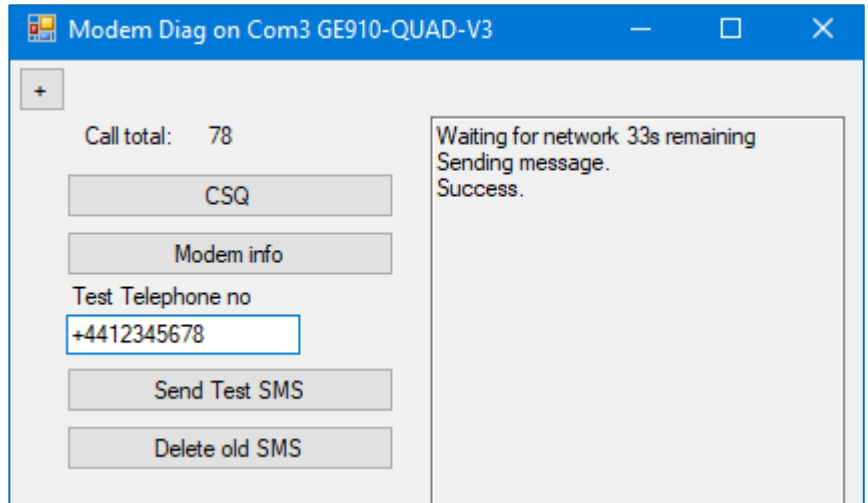 Modem Diag on Com3 GE910-QUAD-V3
+
Call total: 78
CSQ
Modem info
Test Telephone no
+4412345678
Send Test SMS
Delete old SMS
Waiting for network 33s remaining
Sending message.
Success.